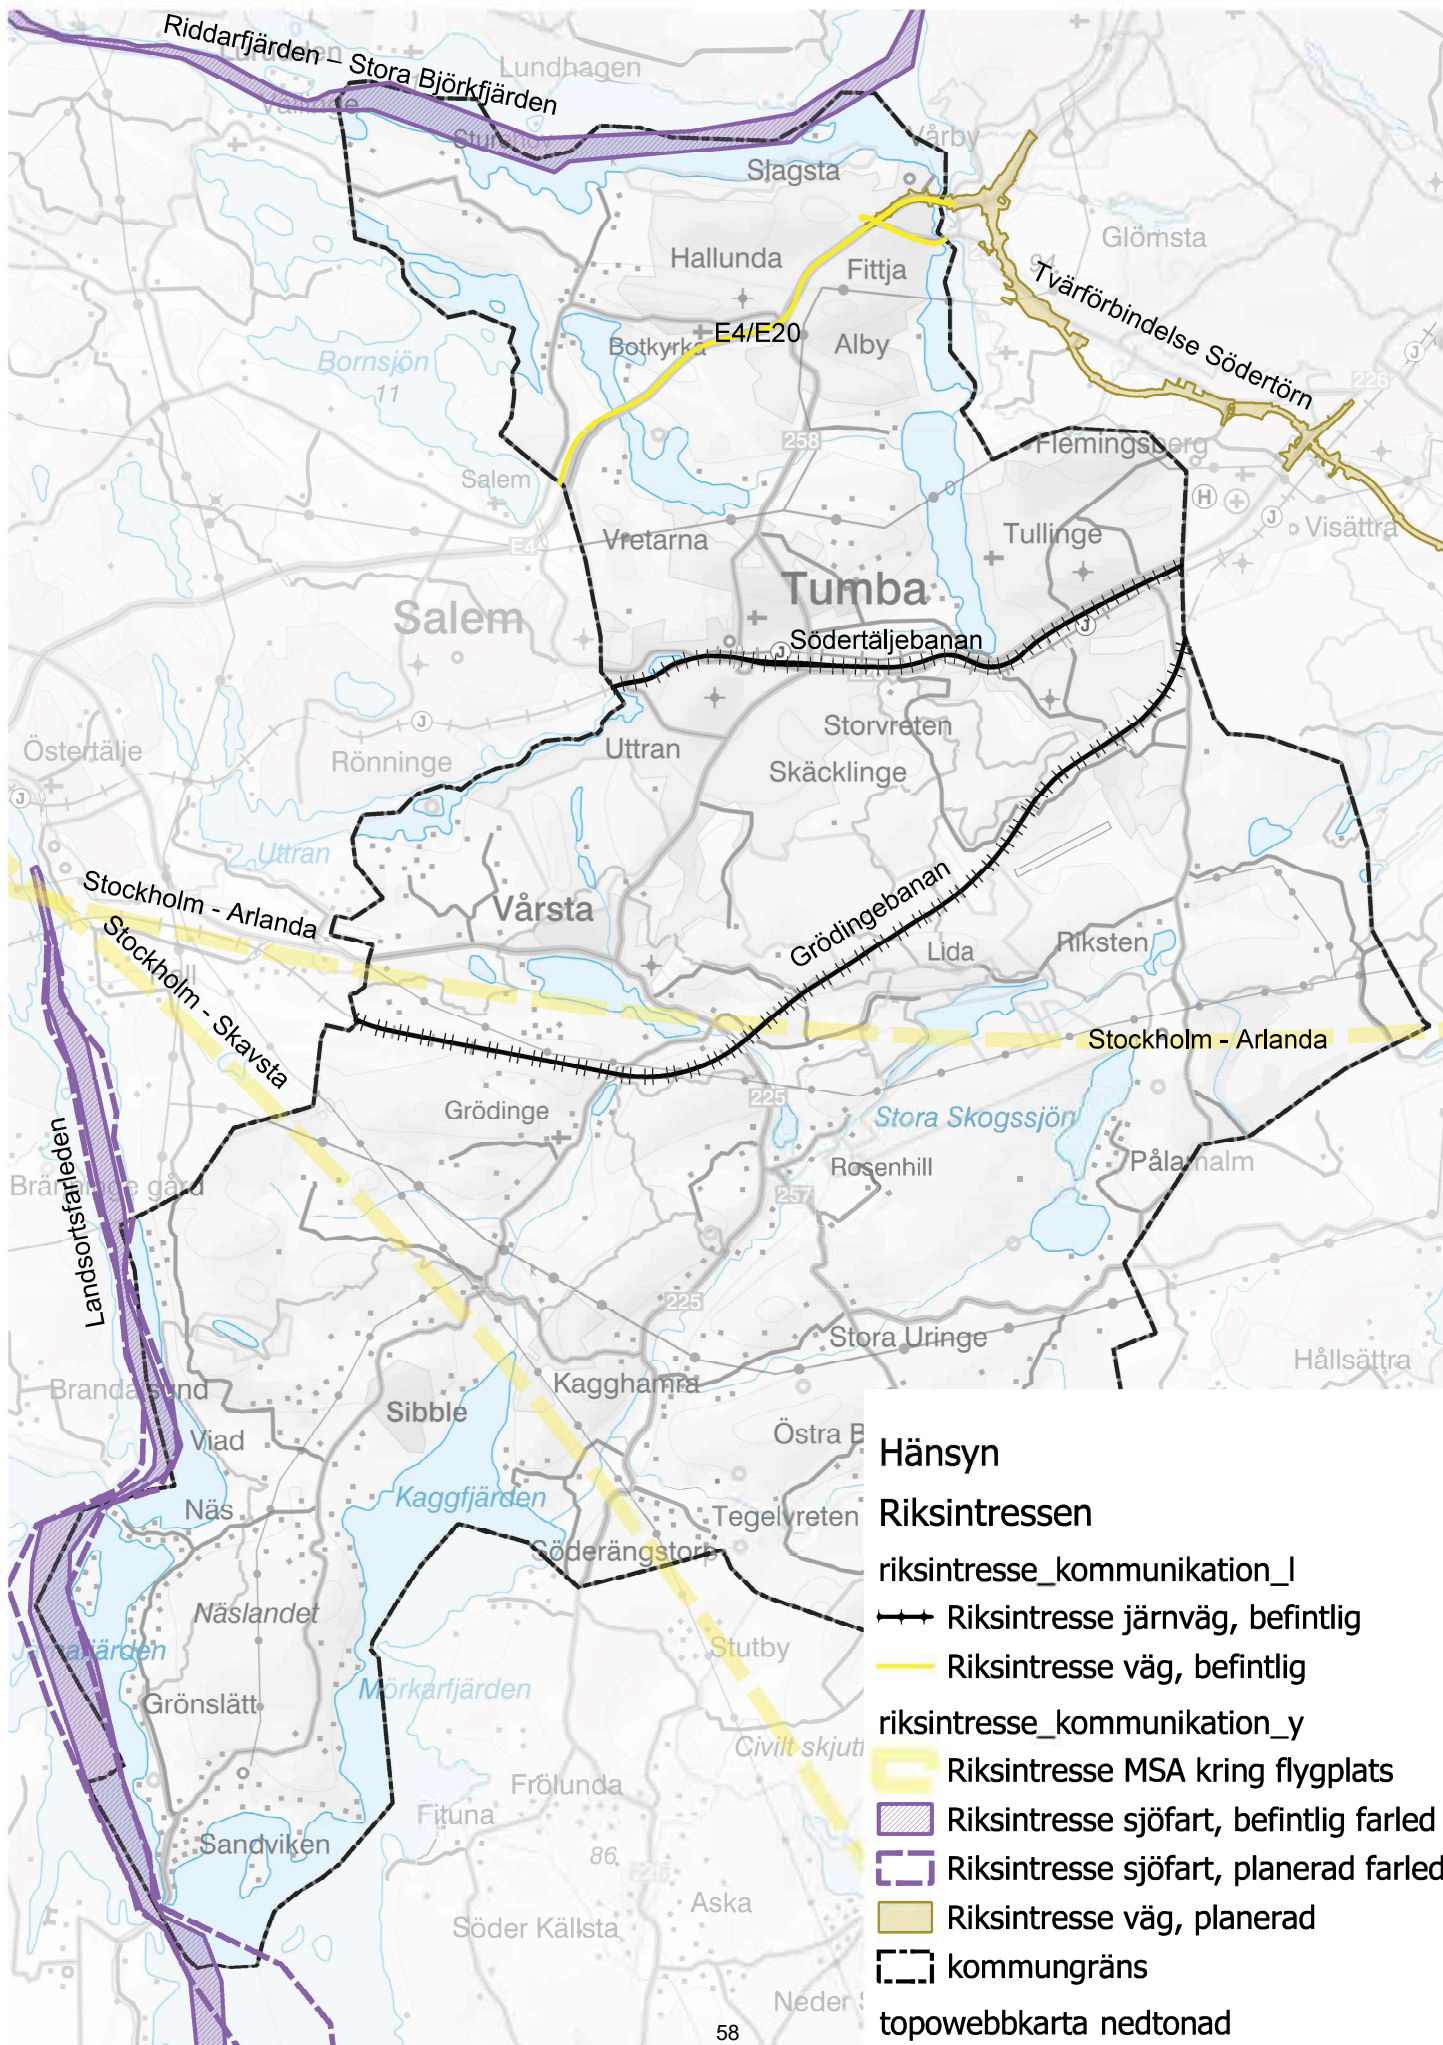 Riddarfjärden – Stora Björkfjärden
Lundhagen
Vårby
Slagsta
Glömsta
Hallunda
Fittja
94
Tvärförbindelse Södertörn
E4/E20
Botkyrka
Alby
Bornsjön
11
J
226
258
Flemingsberg
Salem
H
J
Visättra
Vretarna
Tullinge
E4
Tumba
Salem
Södertäljebanan
J
J
J
Storvreten
Östertälje
Uttran
Rönninge
Skäcklinge
J
Uttran
Stockholm - Arlanda
Vårsta
Grödingebanan
Stockholm - Skavsta
Lida
Riksten
Stockholm - Arlanda
Grödinge
225
Stora Skogssjön
Landsortsfarleden
Rosenhill
Pålamalm
257
225
Stora Uringe
Hållsättra
Brandalsund
Kagghamra
Sibble
Viad
Östra B
Kaggfjärden
Näs
Tegelvreten
Söderängstorp
Näslandet
Stutby
Grönslätt
Mörkarfjärden
Civilt skjutf
Frölunda
Fituna
Sandviken
86
Aska
Söder Källsta
Neder S
Hänsyn
Riksintressen
riksintresse_kommunikation_l
Riksintresse järnväg, befintlig
Riksintresse väg, befintlig
riksintresse_kommunikation_y
Riksintresse MSA kring flygplats
Riksintresse sjöfart, befintlig farled
Riksintresse sjöfart, planerad farled
Riksintresse väg, planerad
kommungräns
topowebbkarta nedtonad
58